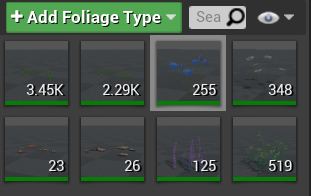 + Add Foliage Type
Sea
3.45K 2.29K 255 348
23 26 125 519